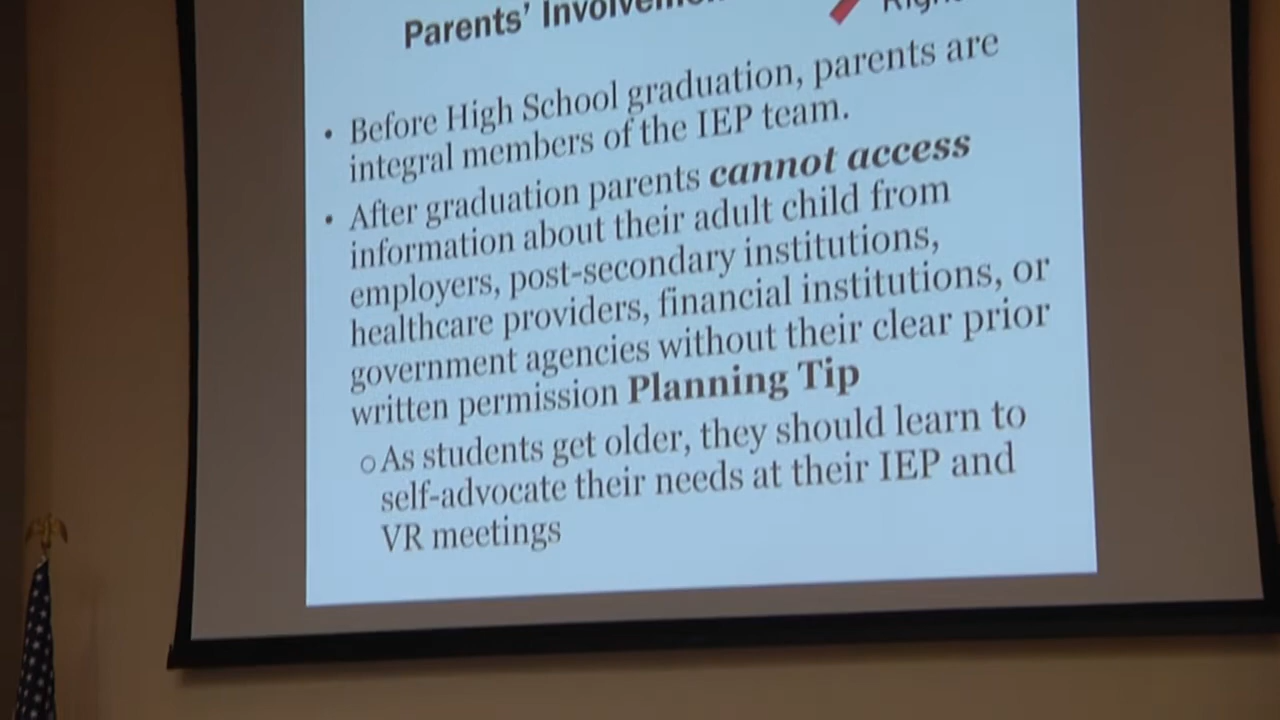 Parents' Involvemen
Righ
• Before High School graduation, parents are
integral members of the IEP team.
• After graduation parents cannot access
information about their adult child from
employers, post-secondary institutions,
healthcare providers, financial institutions, or
government agencies without their clear prior
written permission Planning Tip
o As students get older, they should learn to
self-advocate their needs at their IEP and
VR meetings